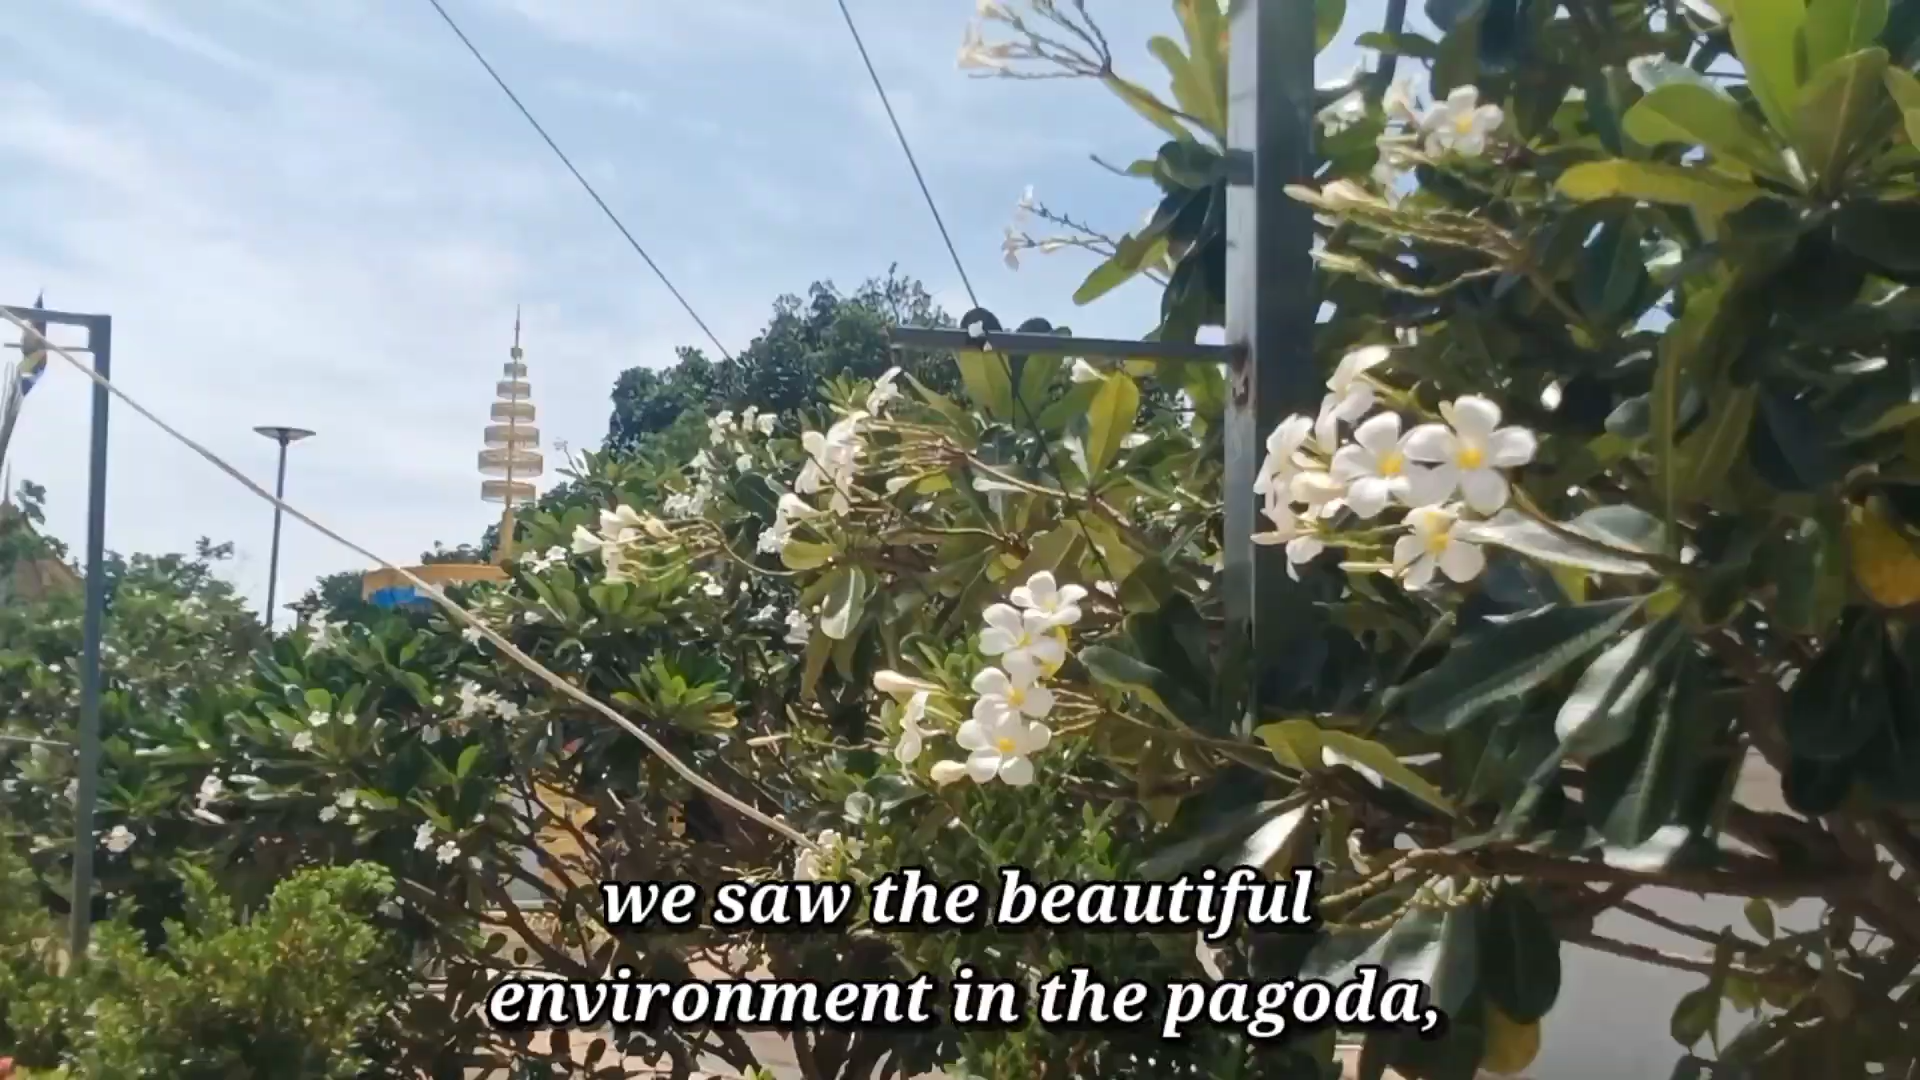 we saw the beautiful
environment in the pagoda,